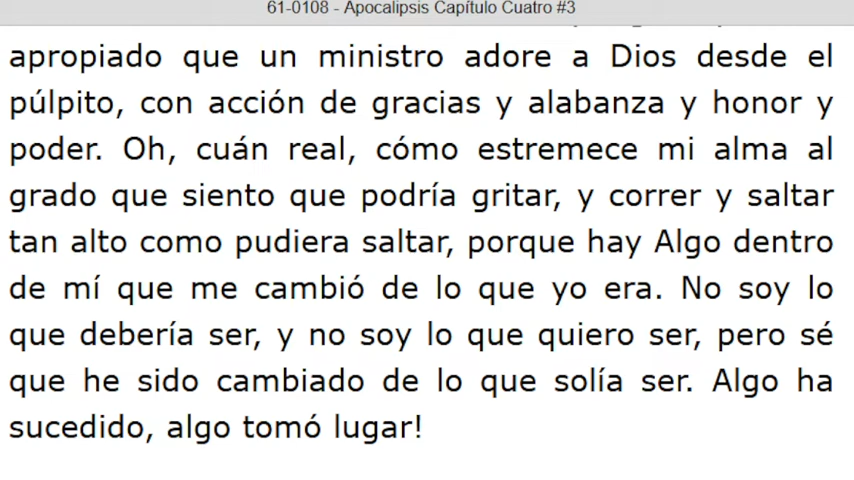 61-0108 - Apocalipsis Capítulo Cuatro #3
apropiado que un ministro adore a Dios desde el
púlpito, con acción de gracias y alabanza y honor y
poder. Oh, cuán real, cómo estremece mi alma al
grado que siento que podría gritar, y correr y saltar
tan alto como pudiera saltar, porque hay Algo dentro
de mí que me cambió de lo que yo era. No soy lo
que debería ser, y no soy lo que quiero ser, pero sé
que he sido cambiado de lo que solía ser. Algo ha
sucedido, algo tomó lugar!